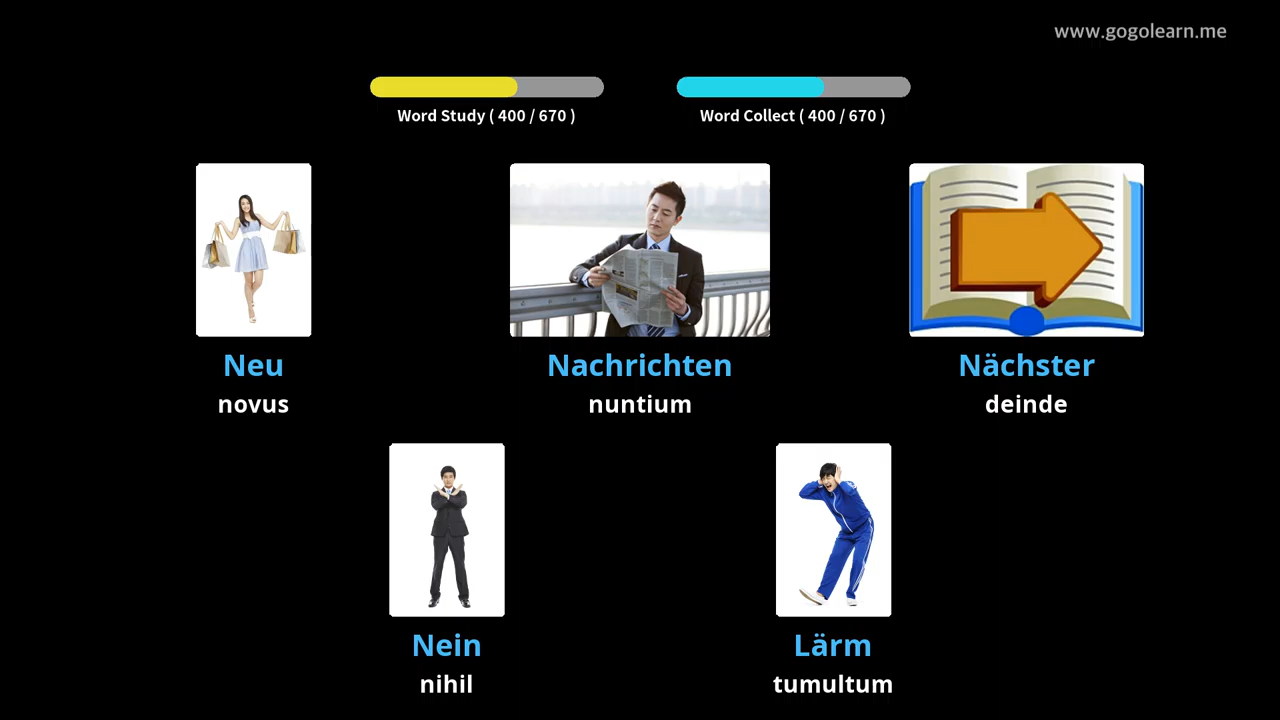 www.gogolearn.me
Word Study ( 400 / 670 )
Word Collect ( 400 / 670 )
Neu
novus
Nachrichten
nuntium
Nächster
deinde
Nein
nihil
Lärm
tumultum